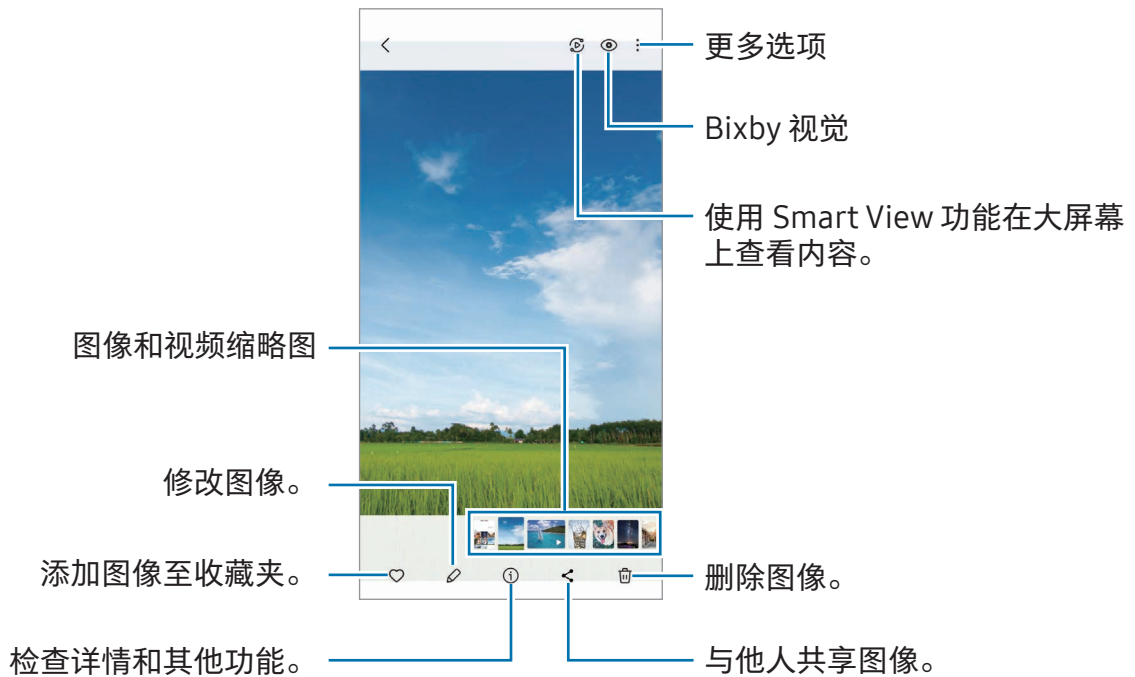 更多选项
Bixby 视觉
使用 Smart View 功能在大屏幕
上查看内容。
图像和视频缩略图
修改图像。
添加图像至收藏夹。
删除图像。
检查详情和其他功能。
与他人共享图像。